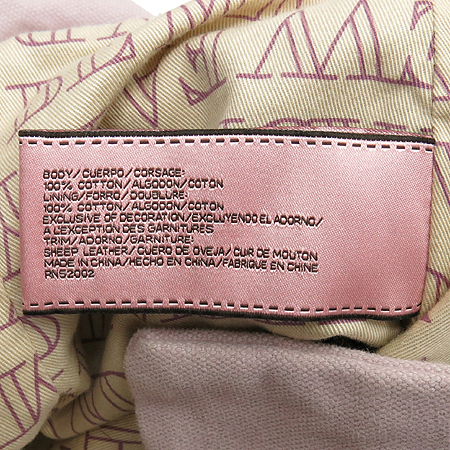 BODY/CUERPO/CORSAGE:
100% COTTON/ALGODON/COTON
LINING/FORRO/DOUBLURE:
100% COTTON/ALGODON/COTON
EXCLUSIVE OF DECORATION/EXCLUYENDO EL ADORNO/
A L'EXCEPTION DES GARNITURES
TRIM/ADORNO/GARNITURE:
SHEEP LEATHER/CUERO DE OVEJA/CUIR DE MOUTON
MADE IN CHINA/HECHO EN CHINA/FABRIQUE EN CHINE
RN52002